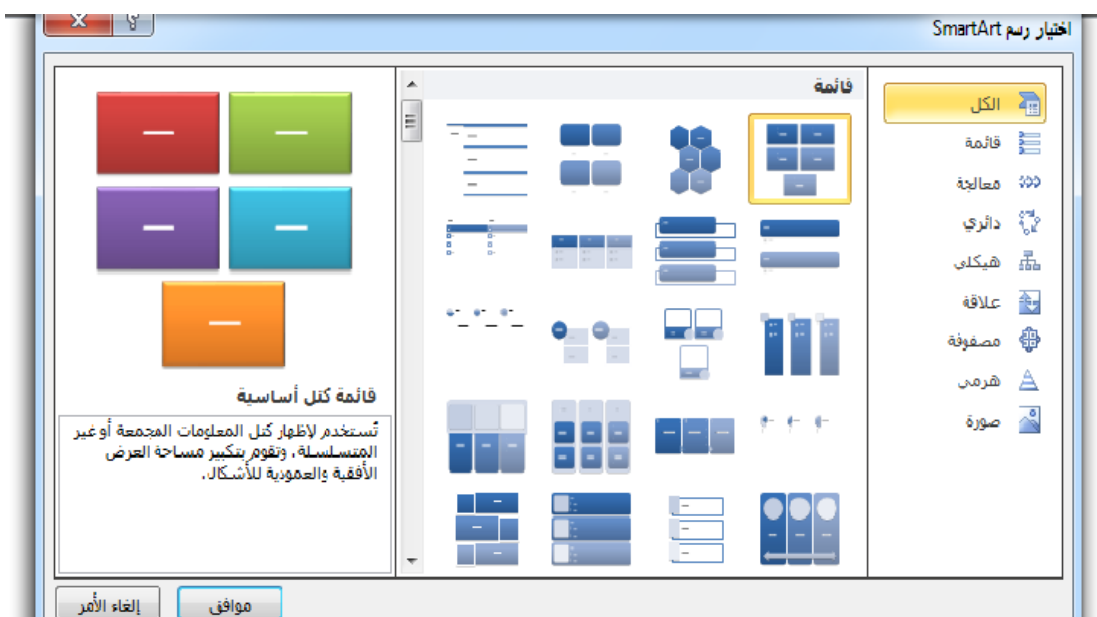 اختيار رسم SmartArt
الكل
قائمة
معالجة
دائري
هيكلي
علاقة
مصفوفة
هرمي
صورة
قائمة
قائمة كتل أساسية
تُستخدم لإظهار كتل المعلومات المجمعة أو غير
المتسلسلة، وتقوم بتكبير مساحة العرض
الأفقية والعمودية للأشكال.
موافق
إلغاء الأمر